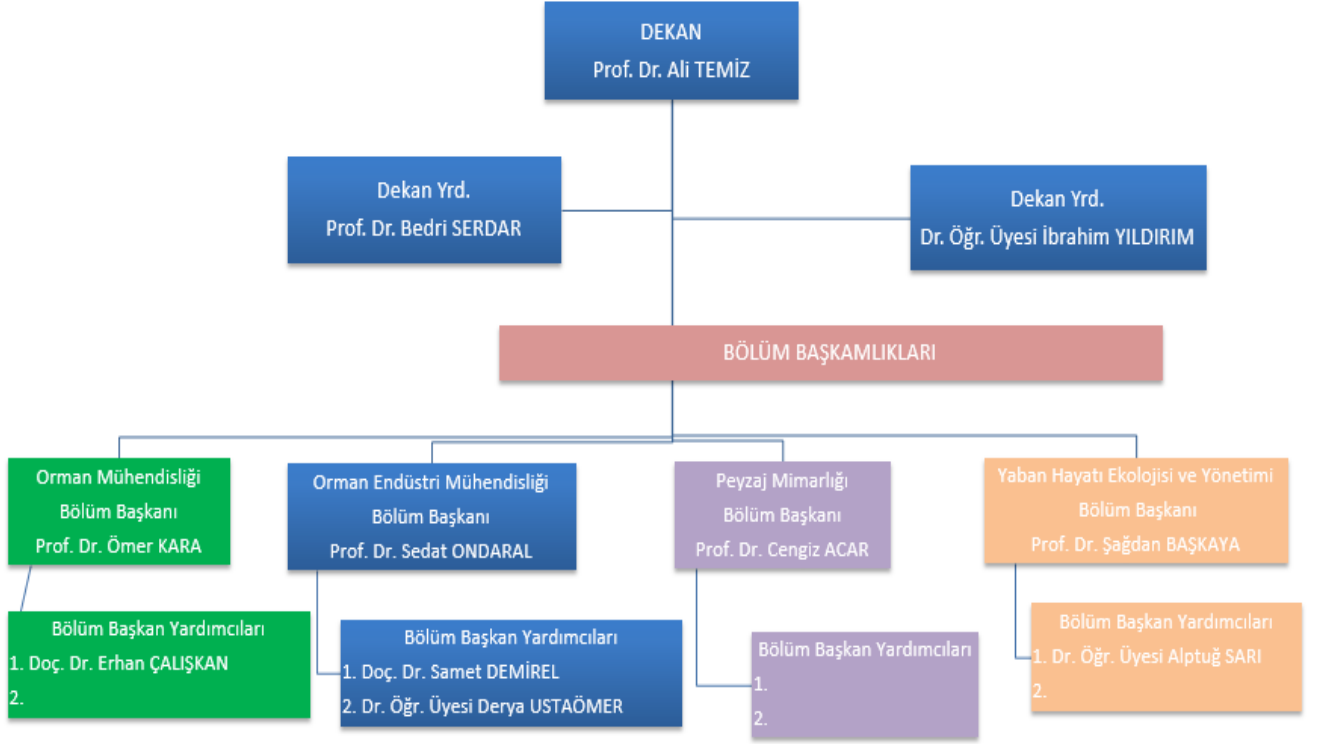 DEKAN
Prof. Dr. Ali TEMİZ
Dekan Yrd.
Prof. Dr. Bedri SERDAR
Dekan Yrd.
Dr. Öğr. Üyesi İbrahim YILDIRIM
BÖLÜM BAŞKAMLIKLARI
Orman Mühendisliği
Bölüm Başkanı
Prof. Dr. Ömer KARA
Orman Endüstri Mühendisliği
Bölüm Başkanı
Prof. Dr. Sedat ONDARAL
Peyzaj Mimarlığı
Bölüm Başkanı
Prof. Dr. Cengiz ACAR
Yaban Hayatı Ekolojisi ve Yönetimi
Bölüm Başkanı
Prof. Dr. Şağdan BAŞKAYA
Bölüm Başkan Yardımcıları
1. Doç. Dr. Erhan ÇALIŞKAN
2.
Bölüm Başkan Yardımcıları
1. Doç. Dr. Samet DEMİREL
2. Dr. Öğr. Üyesi Derya USTAÖMER
Bölüm Başkan Yardımcıları
1.
2.
Bölüm Başkan Yardımcıları
1. Dr. Öğr. Üyesi Alptuğ SARI
2.